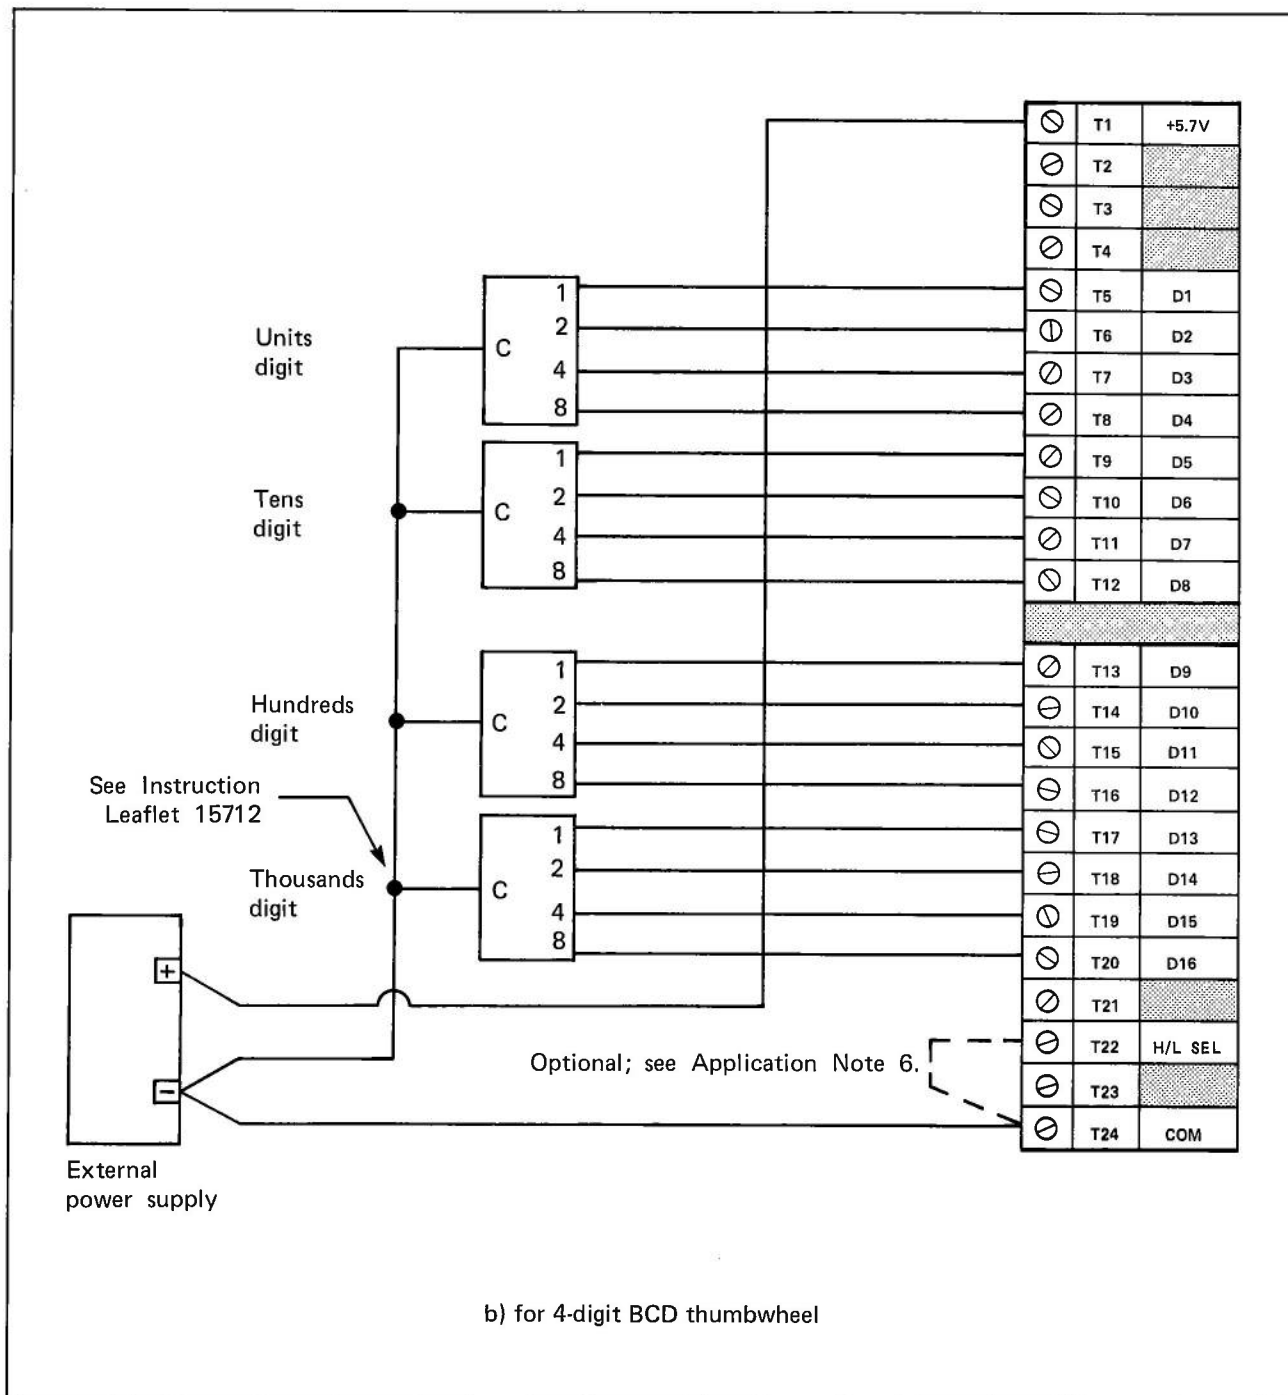 T1 +5.7V
T2
T3
T4
Units
digit
C
1
2
4
8
T5 D1
T6 D2
T7 D3
T8 D4
Tens
digit
C
1
2
4
8
T9 D5
T10 D6
T11 D7
T12 D8
Hundreds
digit
C
1
2
4
8
T13 D9
T14 D10
T15 D11
T16 D12
See Instruction
Leaflet 15712
Thousands
digit
C
1
2
4
8
T17 D13
T18 D14
T19 D15
T20 D16
T21
T22 H/L SEL
T23
T24 COM
+
−
Optional; see Application Note 6.
External
power supply
b) for 4-digit BCD thumbwheel